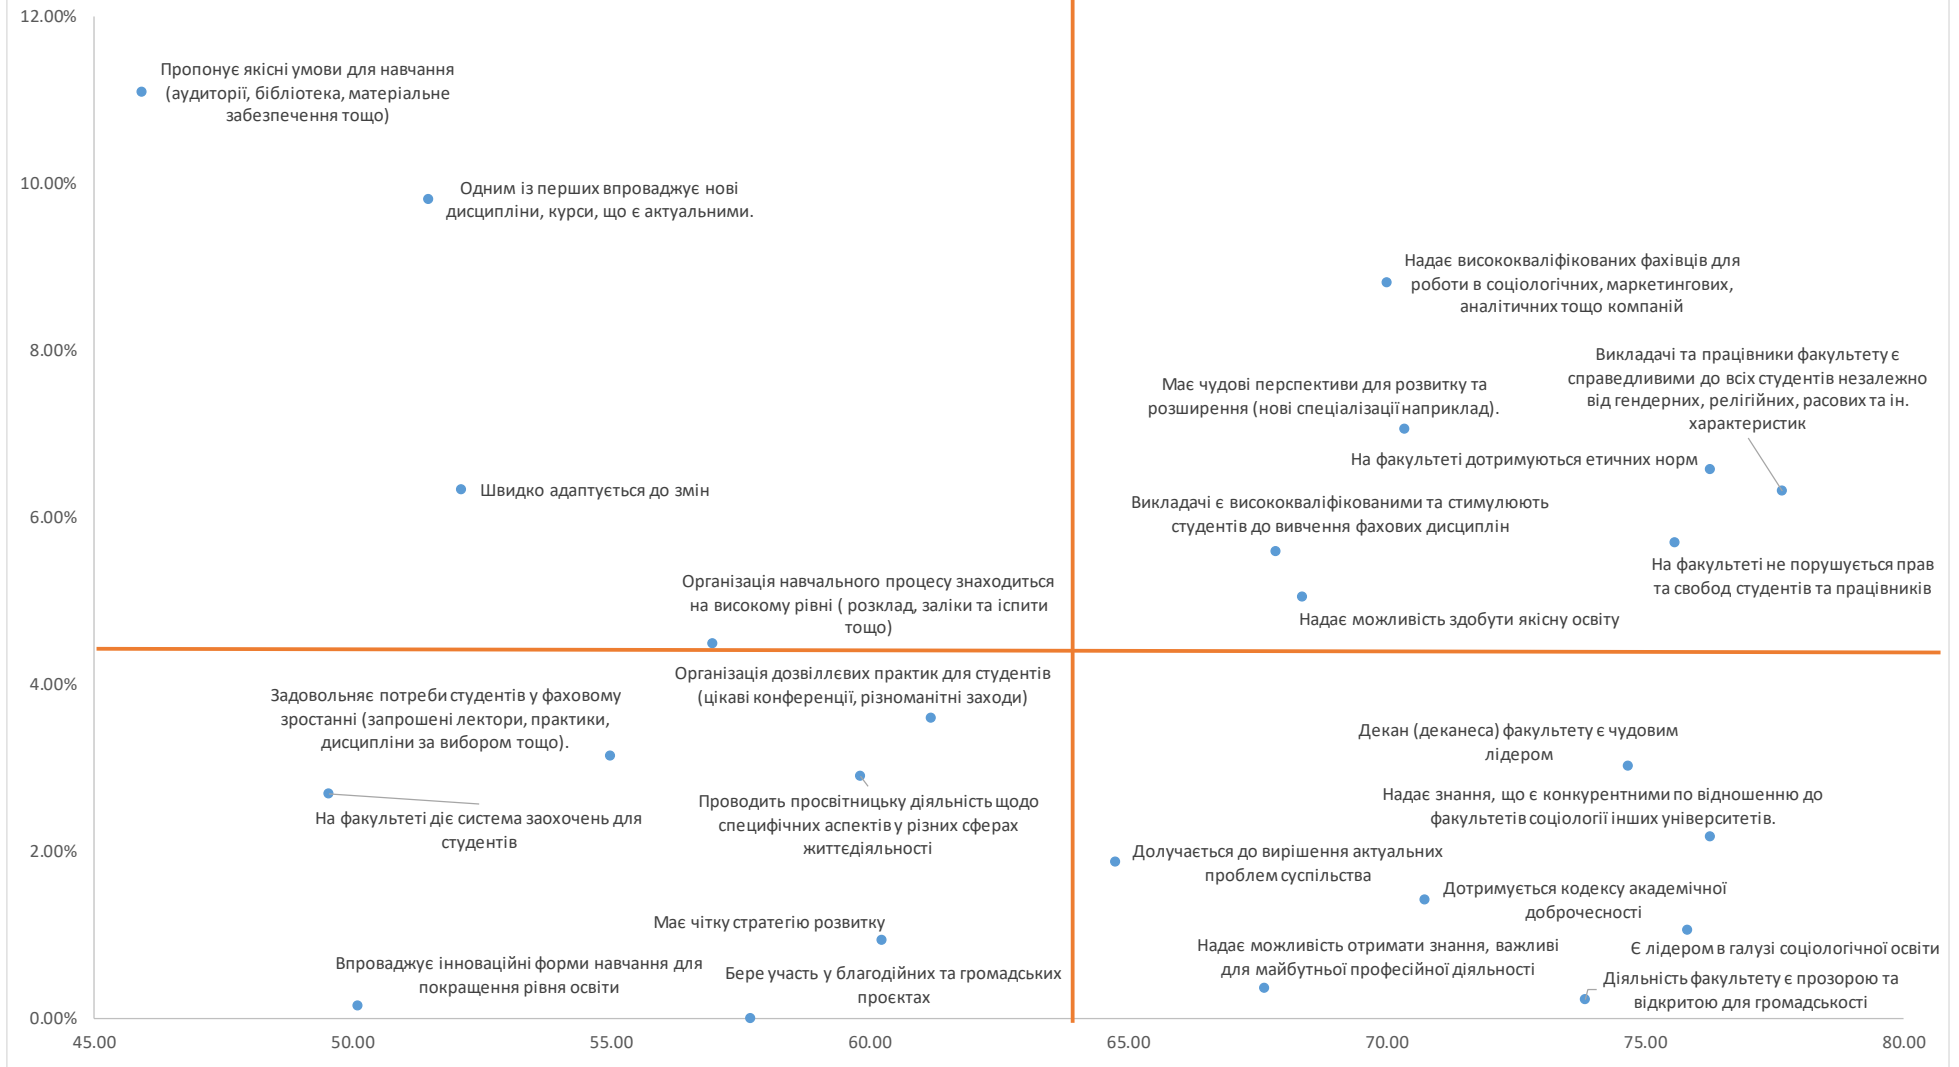 12.00%
Пропонує якісні умови для навчання
(аудиторії, бібліотека, матеріальне
забезпечення тощо)
10.00%
Одним із перших впроваджує нові
дисципліни, курси, що є актуальними.
Надає висококваліфікованих фахівців для
роботи в соціологічних, маркетингових,
аналітичних тощо компаній
8.00%
Викладачі та працівники факультету є
справедливими до всіх студентів незалежно
від гендерних, релігійних, расових та ін.
характеристик
Має чудові перспективи для розвитку та
розширення (нові спеціалізації наприклад).
На факультеті дотримуються етичних норм
Швидко адаптується до змін
Викладачі є висококваліфікованими та стимулюють
студентів до вивчення фахових дисциплін
6.00%
На факультеті не порушується прав
та свобод студентів та працівників
Організація навчального процесу знаходиться
на високому рівні ( розклад, заліки та іспити
тощо)
Надає можливість здобути якісну освіту
4.00%
Організація дозвіллєвих практик для студентів
(цікаві конференції, різноманітні заходи)
Задовольняє потреби студентів у фаховому
зростанні (запрошені лектори, практики,
дисципліни за вибором тощо).
Декан (деканеса) факультету є чудовим
лідером
Надає знання, що є конкурентними по відношенню до
факультетів соціології інших університетів.
Проводить просвітницьку діяльність щодо
специфічних аспектів у різних сферах
життєдіяльності
На факультеті діє система заохочень для
студентів
2.00%
Долучається до вирішення актуальних
проблем суспільства
Дотримується кодексу академічної
доброчесності
Має чітку стратегію розвитку
Є лідером в галузі соціологічної освіти
Надає можливість отримати знання, важливі
для майбутньої професійної діяльності
Впроваджує інноваційні форми навчання для
покращення рівня освіти
Бере участь у благодійних та громадських
проєктах
Діяльність факультету є прозорою та
відкритою для громадськості
0.00%
45.00 50.00 55.00 60.00 65.00 70.00 75.00 80.00